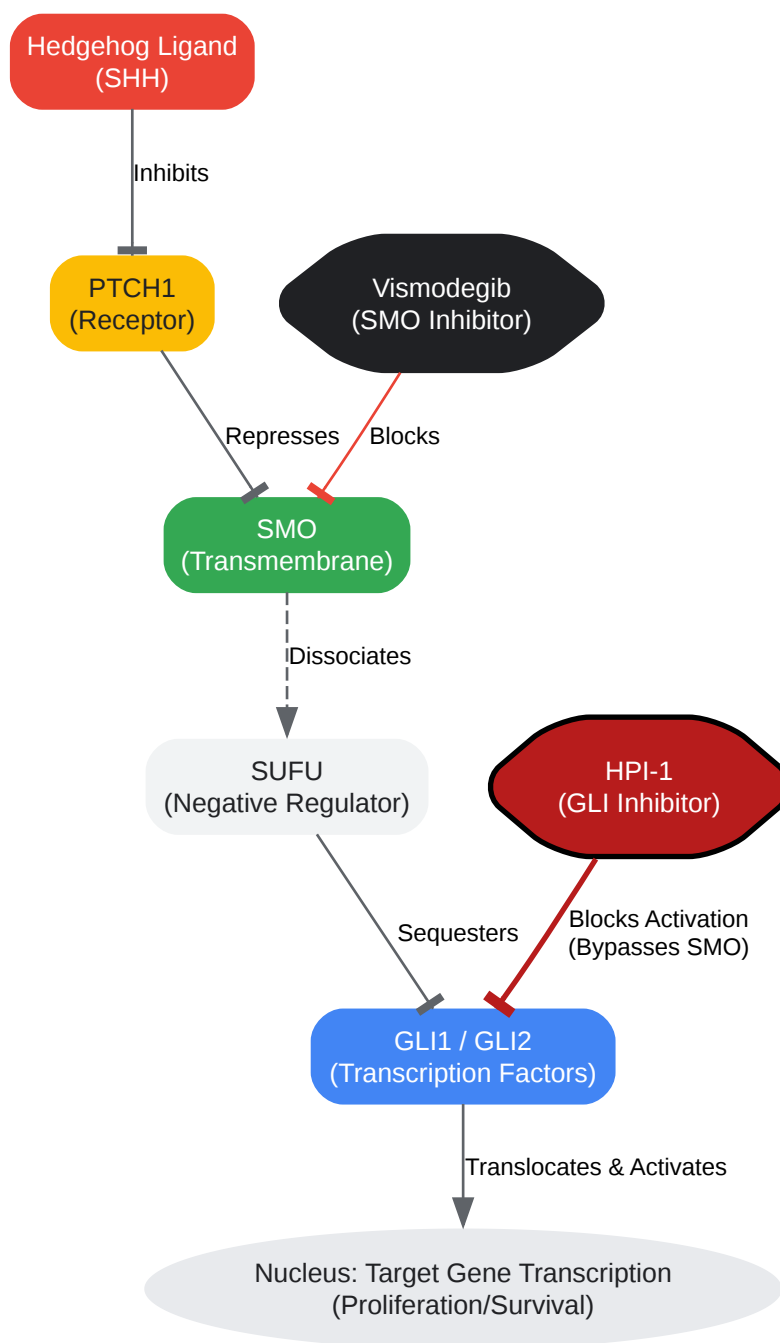 Hedgehog Ligand
(SHH)
Inhibits
PTCH1
(Receptor)
Vismodegib
(SMO Inhibitor)
Represses
Blocks
SMO
(Transmembrane)
Dissociates
SUFU
(Negative Regulator)
HPI-1
(GLI Inhibitor)
Sequesters
Blocks Activation
(Bypasses SMO)
GLI1 / GLI2
(Transcription Factors)
Translocates & Activates
Nucleus: Target Gene Transcription
(Proliferation/Survival)